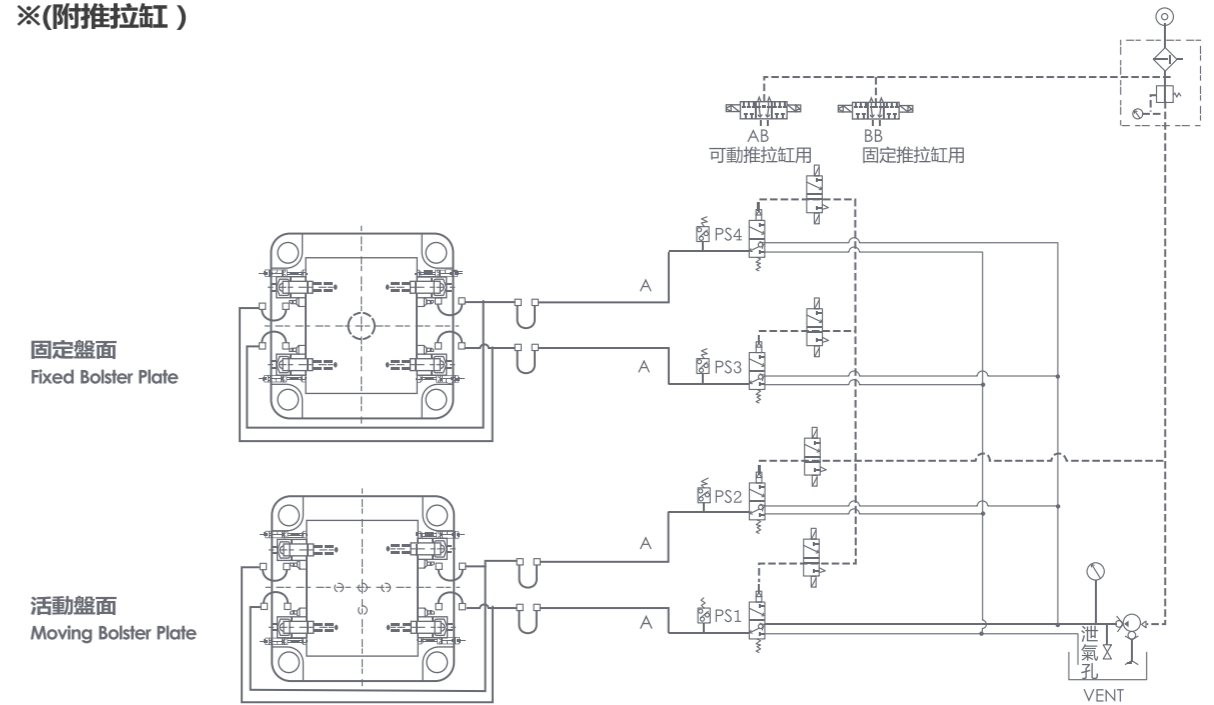 ※(附推拉缸)
AB
可動推拉缸用
BB
固定推拉缸用
PS4
A
固定盤面
Fixed Bolster Plate
A
PS3
PS2
A
活動盤面
Moving Bolster Plate
A
PS1
泄
氣
孔
VENT